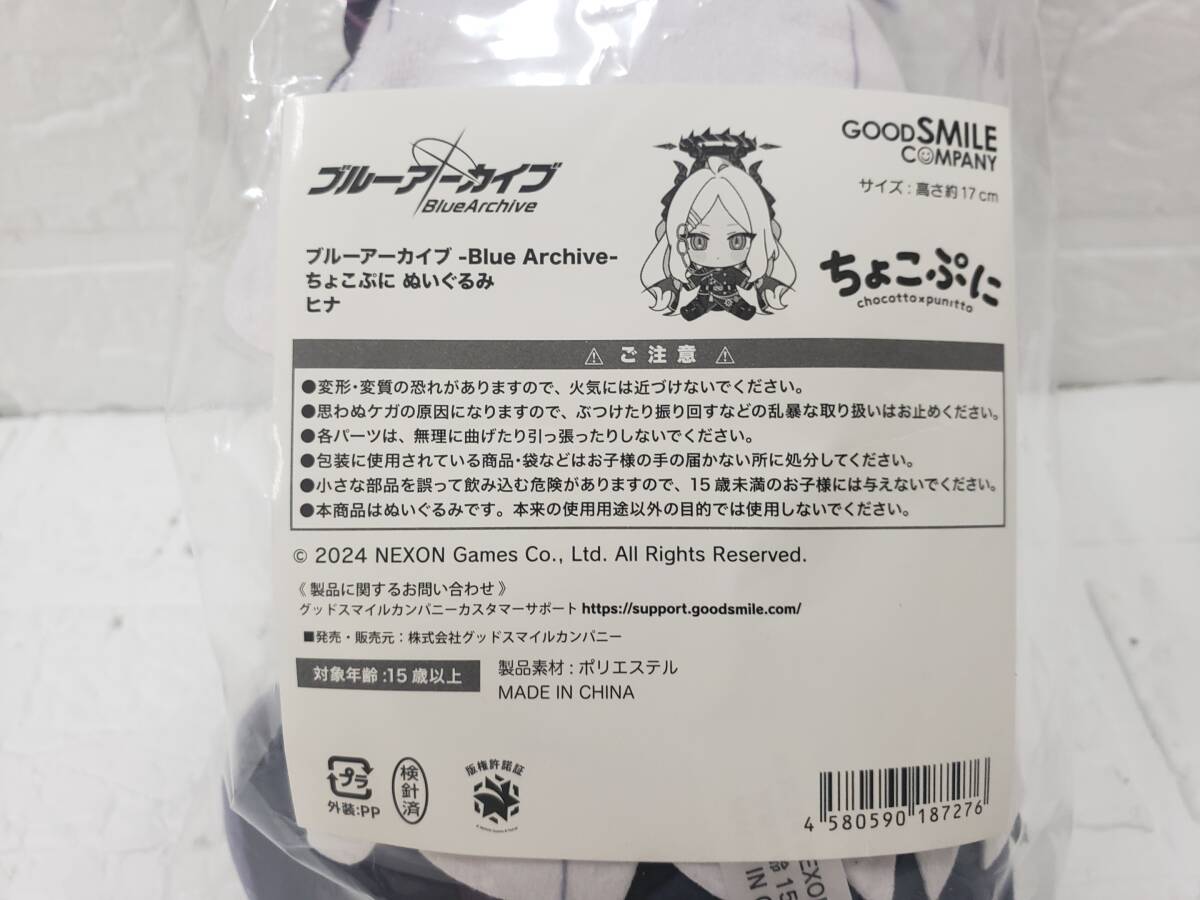 ブルーアーカイブ
BlueArchive
GOOD SMILE
COMPANY
サイズ：高さ約17cm
ブルーアーカイブ -Blue Archive-
ちょこぷに ぬいぐるみ
ヒナ
ちょこぷに
chocotto×punitto
⚠ ご注意 ⚠
●変形・変質の恐れがありますので、火気には近づけないでください。
●思わぬケガの原因になりますので、ぶつけたり振り回すなどの乱暴な取り扱いはお止めください。
●各パーツは、無理に曲げたり引っ張ったりしないでください。
●包装に使用されている商品・袋などはお子様の手の届かない所に処分してください。
●小さな部品を誤って飲み込む危険がありますので、15歳未満のお子様には与えないでください。
●本商品はぬいぐるみです。本来の使用用途以外の目的では使用しないでください。
© 2024 NEXON Games Co., Ltd. All Rights Reserved.
《 製品に関するお問い合わせ 》
グッドスマイルカンパニーカスタマーサポート https://support.goodsmile.com/
■発売・販売元：株式会社グッドスマイルカンパニー
対象年齢:15歳以上
製品素材：ポリエステル
MADE IN CHINA
プラ
外装:PP
検針済
版権許諾証
4 580590 187276
EXO
15
IN